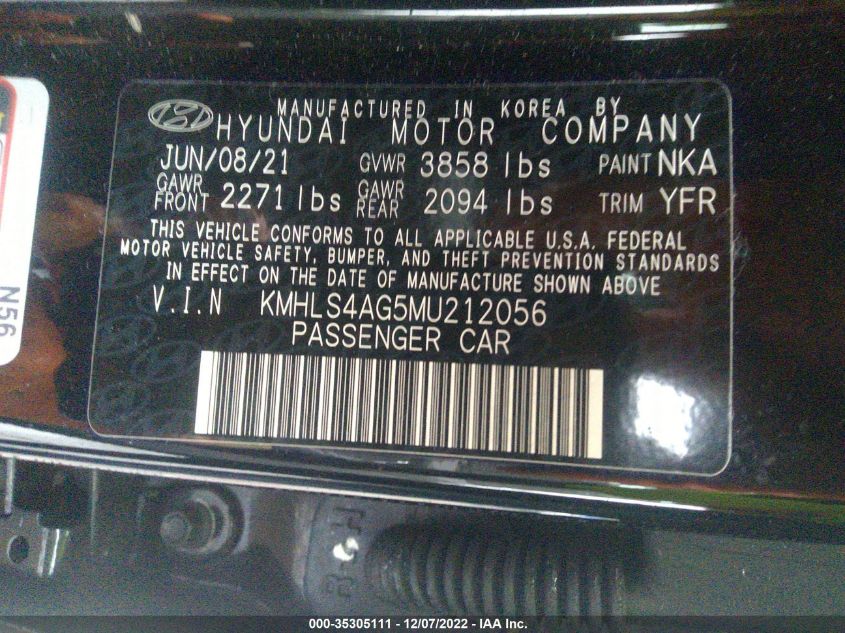 MANUFACTURED IN KOREA BY
HYUNDAI MOTOR COMPANY
JUN/08/21 GVWR 3858 lbs PAINT NKA
GAWR FRONT 2271 lbs GAWR REAR 2094 lbs TRIM YFR
THIS VEHICLE CONFORMS TO ALL APPLICABLE U.S.A. FEDERAL
MOTOR VEHICLE SAFETY, BUMPER, AND THEFT PREVENTION STANDARDS
IN EFFECT ON THE DATE OF MANUFACTURE SHOWN ABOVE
V.I.N KMHLS4AG5MU212056
PASSENGER CAR
N56
000-35305111 - 12/07/2022 - IAA Inc.